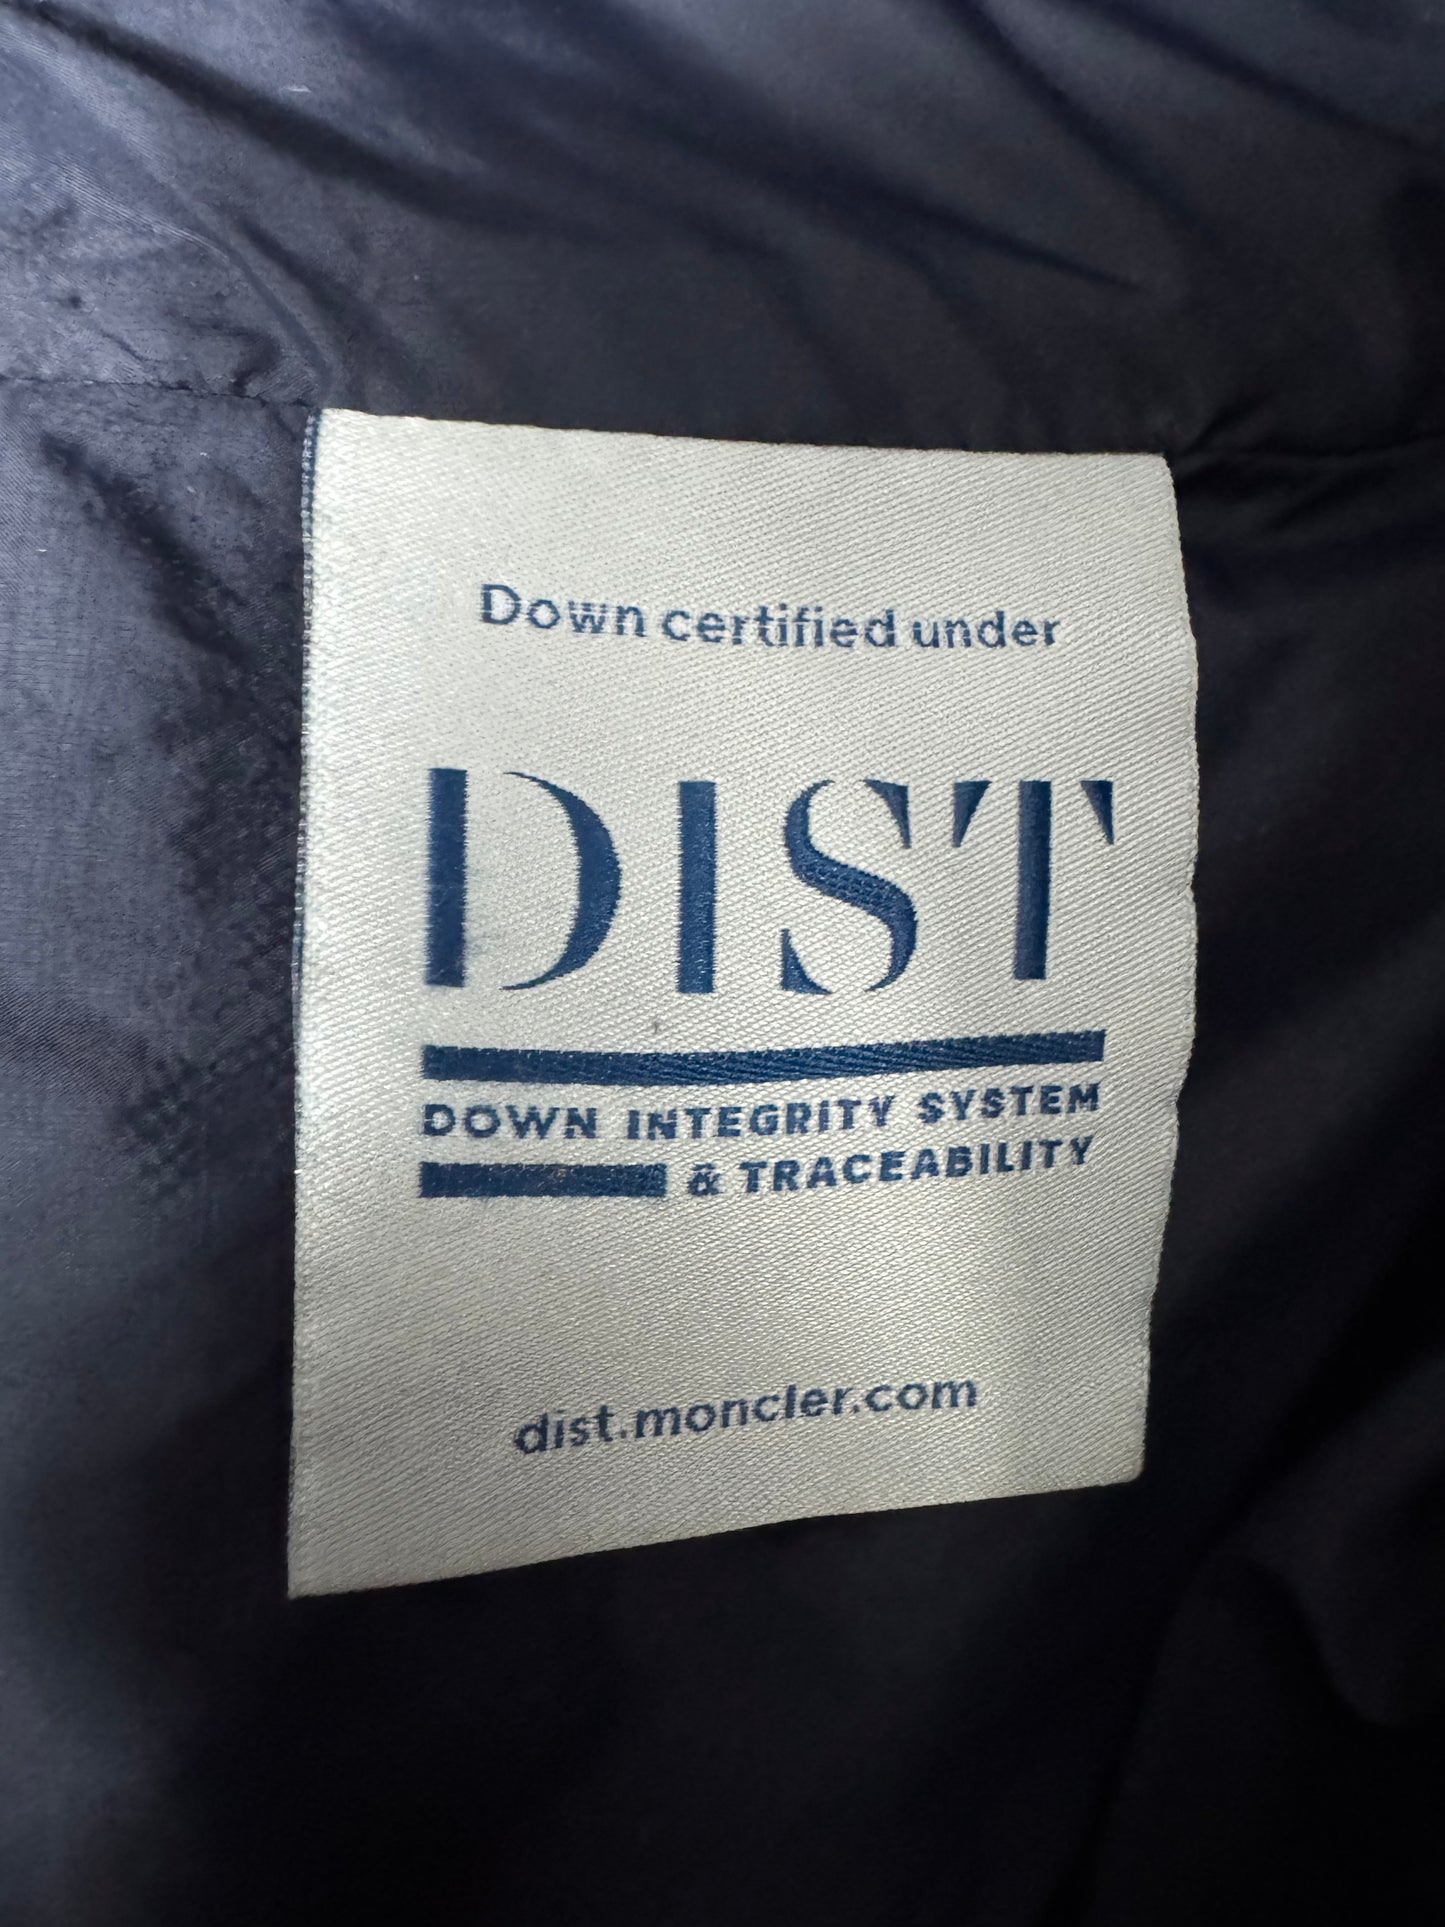 Down certified under
DIST
DOWN INTEGRITY SYSTEM
& TRACEABILITY
dist.moncler.com